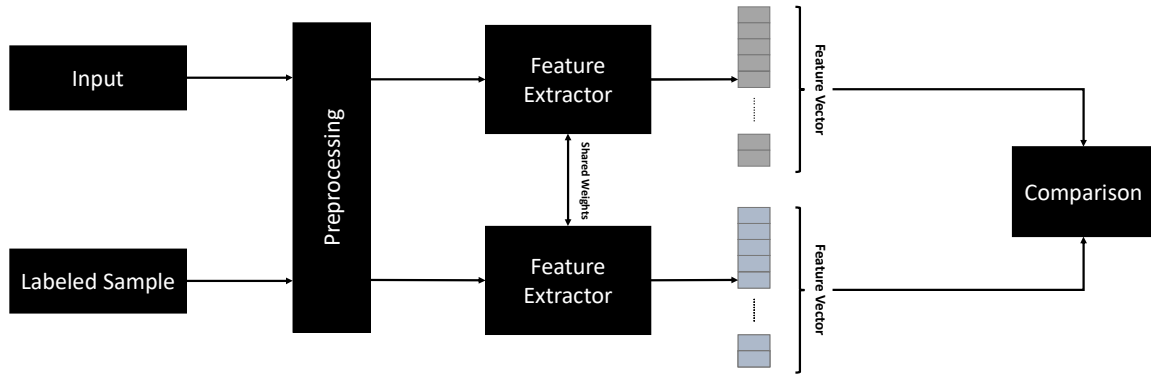 Input
Labeled Sample
Preprocessing
Feature
Extractor
Shared Weights
Feature
Extractor
Feature Vector
Feature Vector
Comparison